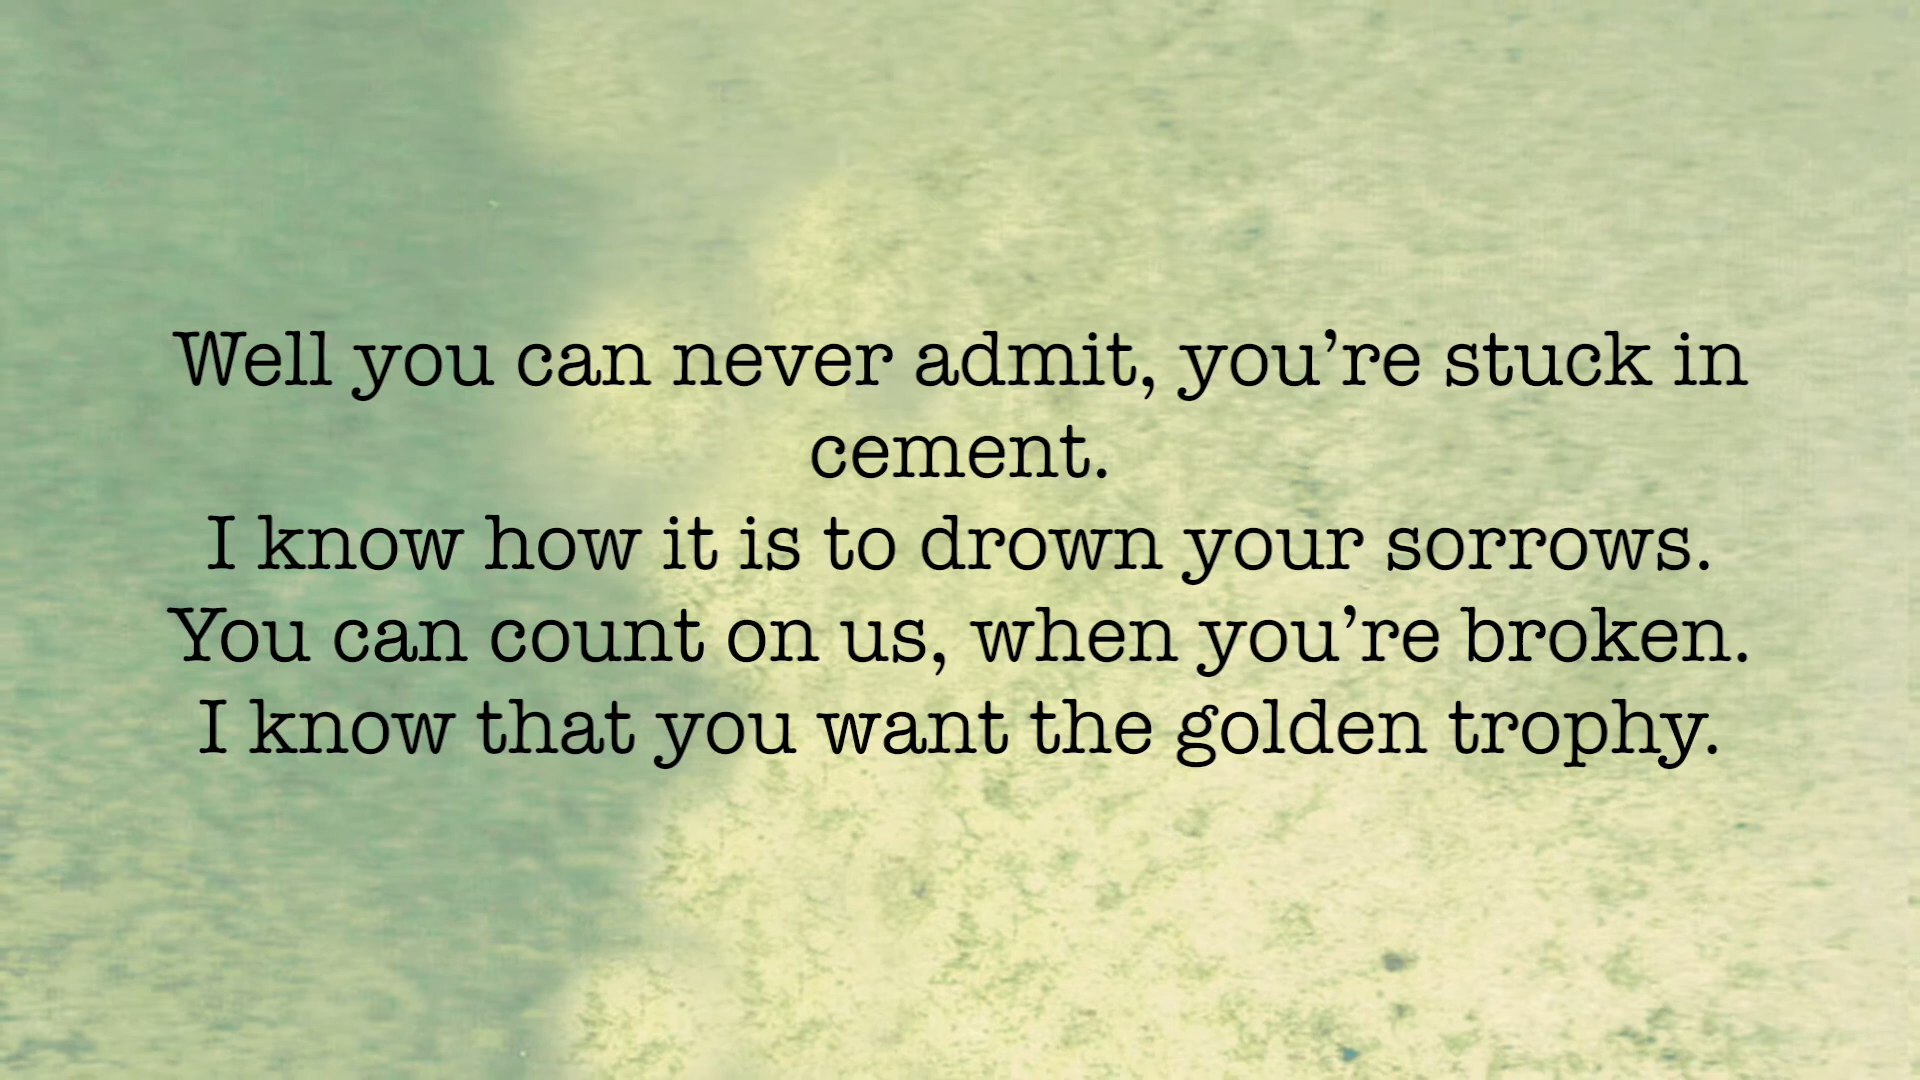 Well you can never admit, you’re stuck in
cement.
I know how it is to drown your sorrows.
You can count on us, when you’re broken.
I know that you want the golden trophy.